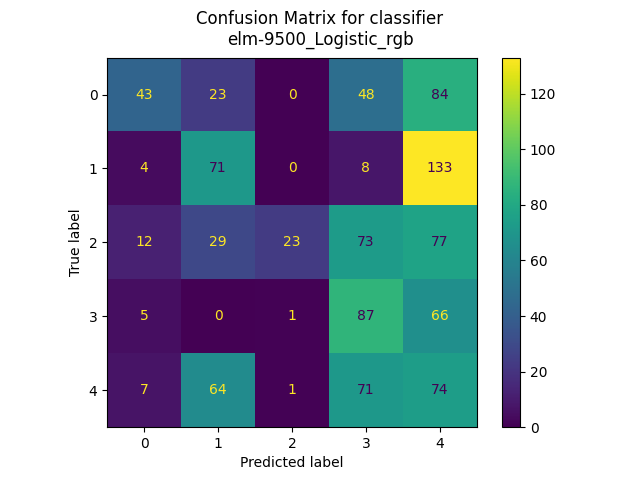 Confusion Matrix for classifier
elm-9500_Logistic_rgb
0 43 23 0 48 84
1 4 71 0 8 133
2 12 29 23 73 77
3 5 0 1 87 66
4 7 64 1 71 74
0 1 2 3 4
Predicted label
True label
120
100
80
60
40
20
0